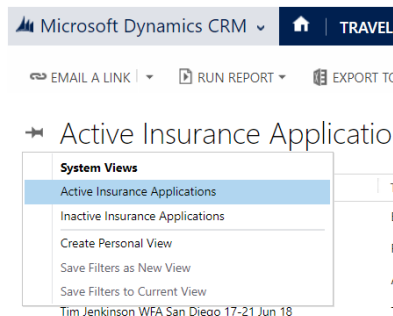 Microsoft Dynamics CRM TRAVEL
EMAIL A LINK RUN REPORT EXPORT TO
Active Insurance Applicatio
System Views
Active Insurance Applications
Inactive Insurance Applications
Create Personal View
Save Filters as New View
Save Filters to Current View
Tim Jenkinson WFA San Diego 17-21 Jun 18